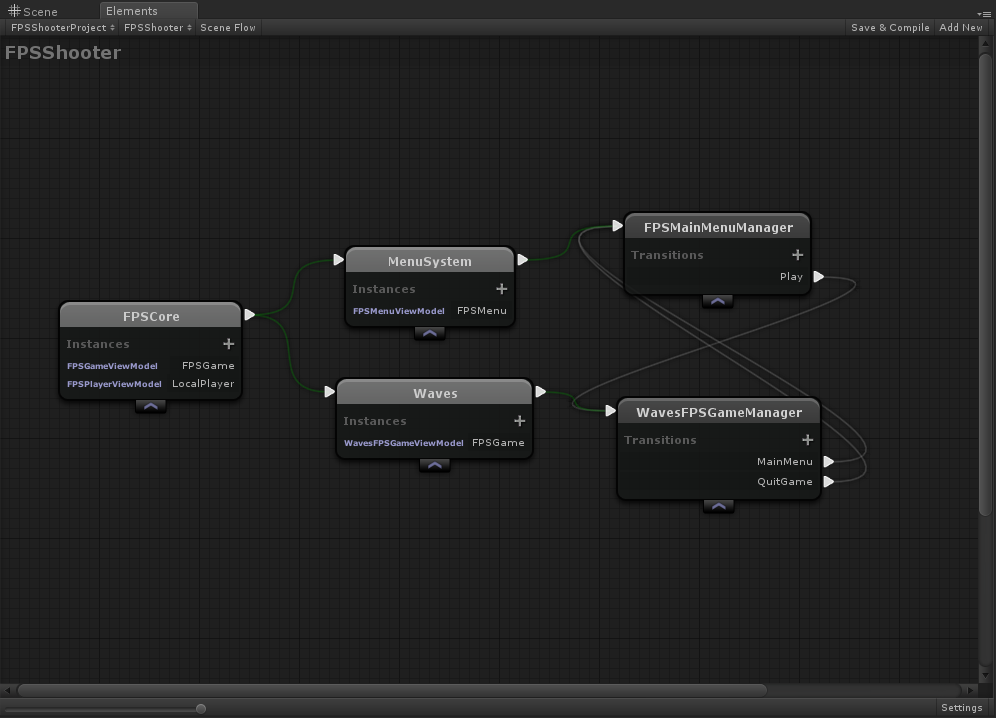 Scene Elements
FPSShooterProject FPSShooter Scene Flow Save & Compile Add New
FPSShooter
FPSMainMenuManager
Transitions
Play
MenuSystem
Instances
FPSMenuViewModel FPSMenu
FPSCore
Instances
FPSGameViewModel FPSGame
FPSPlayerViewModel LocalPlayer
Waves
Instances
WavesFPSGameViewModel FPSGame
WavesFPSGameManager
Transitions
MainMenu
QuitGame
Settings